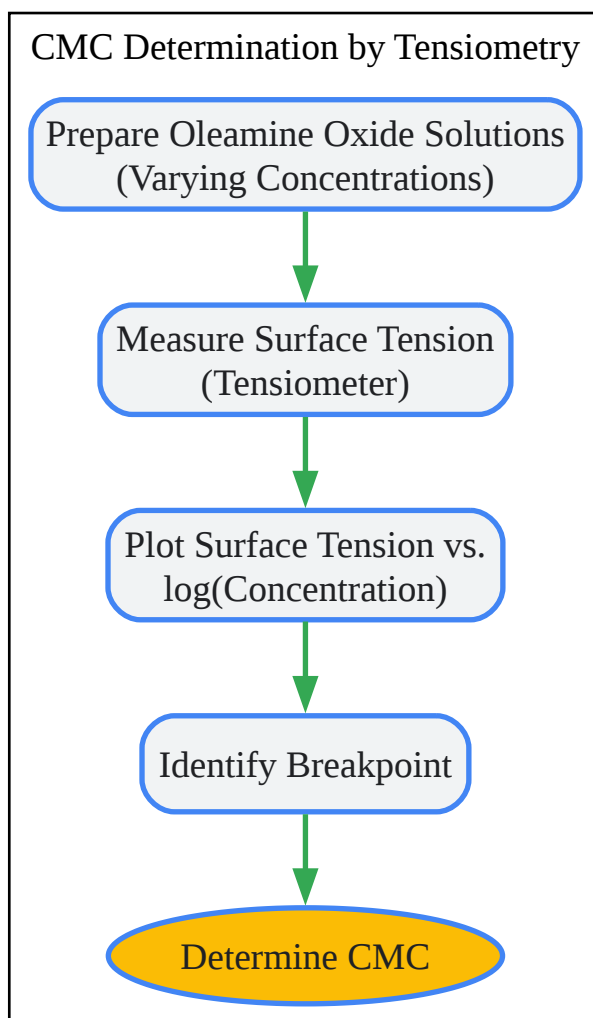 CMC Determination by Tensiometry
Prepare Oleamine Oxide Solutions
(Varying Concentrations)
Measure Surface Tension
(Tensiometer)
Plot Surface Tension vs.
log(Concentration)
Identify Breakpoint
Determine CMC